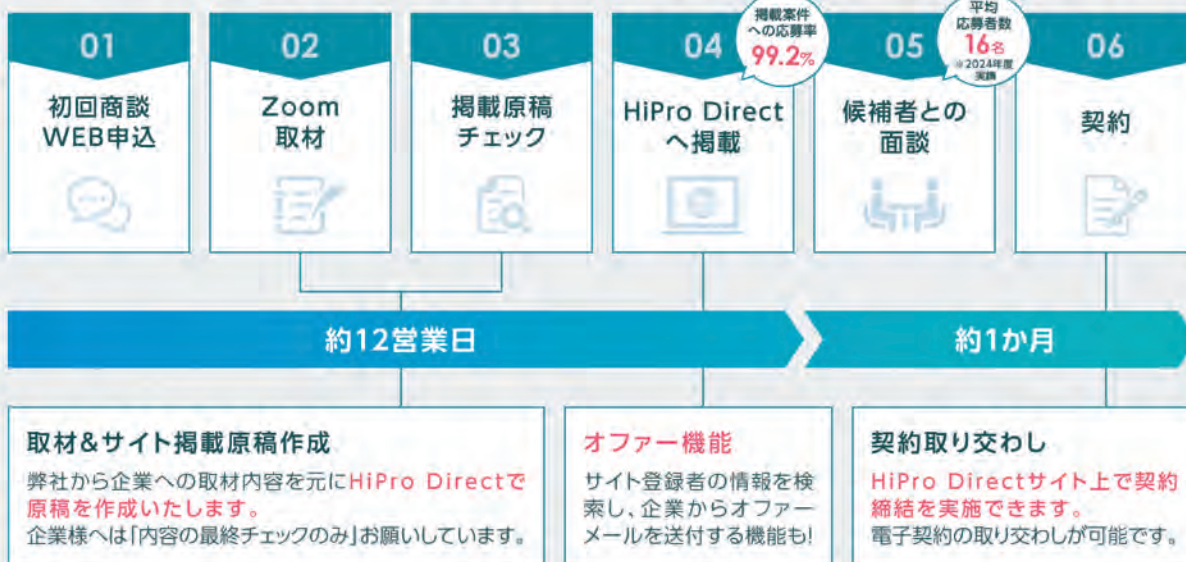 01
初回商談
WEB申込
02
Zoom
取材
03
掲載原稿
チェック
04
掲載案件
への応募率
99.2%
HiPro Direct
へ掲載
05
平均
応募者数
16名
※2024年度
実績
候補者との
面談
06
契約
約12営業日
約1か月
取材&サイト掲載原稿作成
弊社から企業への取材内容を元にHiPro Directで
原稿を作成いたします。
企業様へは「内容の最終チェックのみ」お願いしています。
オファー機能
サイト登録者の情報を検
索し、企業からオファー
メールを送付する機能も!
契約取り交わし
HiPro Directサイト上で契約
締結を実施できます。
電子契約の取り交わしが可能です。